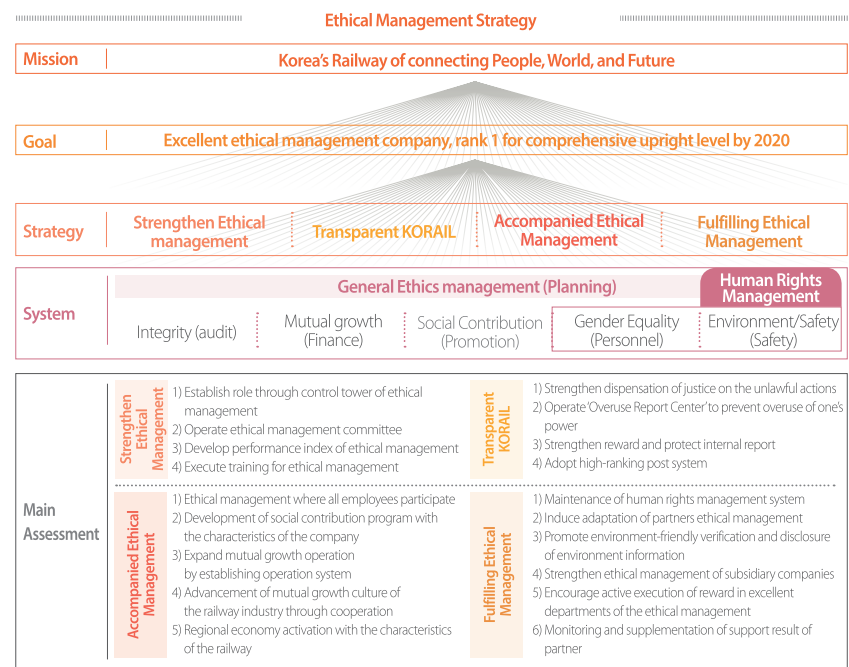 Ethical Management Strategy
Mission
Korea's Railway of connecting People, World, and Future
Goal
Excellent ethical management company, rank 1 for comprehensive upright level by 2020
Strategy
Strengthen Ethical
management
Transparent KORAIL
Accompanied Ethical
Management
Fulfilling Ethical
Management
System
General Ethics management (Planning)
Human Rights
Management
Integrity (audit)
Mutual growth
(Finance)
Social Contribution
(Promotion)
Gender Equality
(Personnel)
Environment/Safety
(Safety)
Main
Assessment
Strengthen
Ethical
Management
1) Establish role through control tower of ethical
management
2) Operate ethical management committee
3) Develop performance index of ethical management
4) Execute training for ethical management
Transparent
KORAIL
1) Strengthen dispensation of justice on the unlawful actions
2) Operate 'Overuse Report Center' to prevent overuse of one's
power
3) Strengthen reward and protect internal report
4) Adopt high-ranking post system
Accompanied Ethical
Management
1) Ethical management where all employees participate
2) Development of social contribution program with
the characteristics of the company
3) Expand mutual growth operation
by establishing operation system
4) Advancement of mutual growth culture of
the railway industry through cooperation
5) Regional economy activation with the characteristics
of the railway
Fulfilling Ethical
Management
1) Maintenance of human rights management system
2) Induce adaptation of partners ethical management
3) Promote environment-friendly verification and disclosure
of environment information
4) Strengthen ethical management of subsidiary companies
5) Encourage active execution of reward in excellent
departments of the ethical management
6) Monitoring and supplementation of support result of
partner